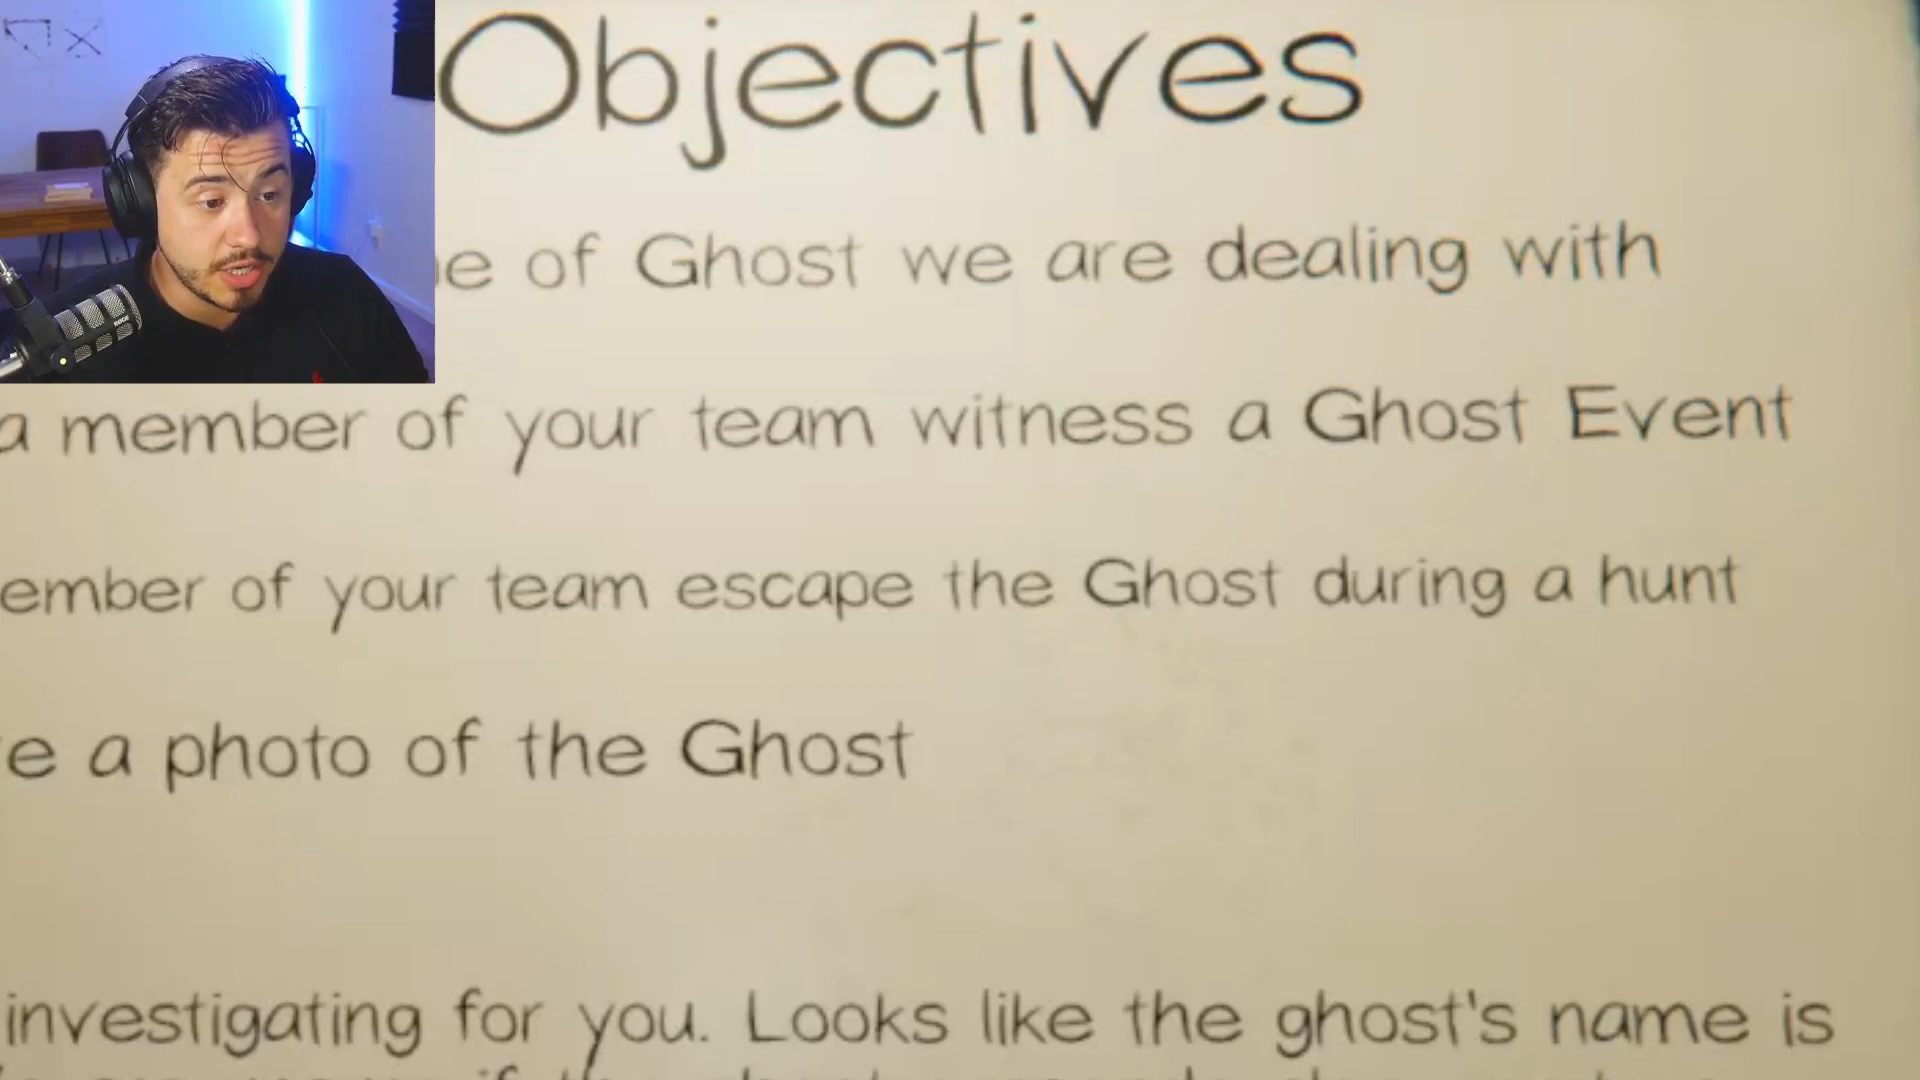 Objectives
of Ghost we are dealing with
a member of your team witness a Ghost Event
of your team escape the Ghost during a hunt
a photo of the Ghost
investigating for you. Looks like the ghost's name is